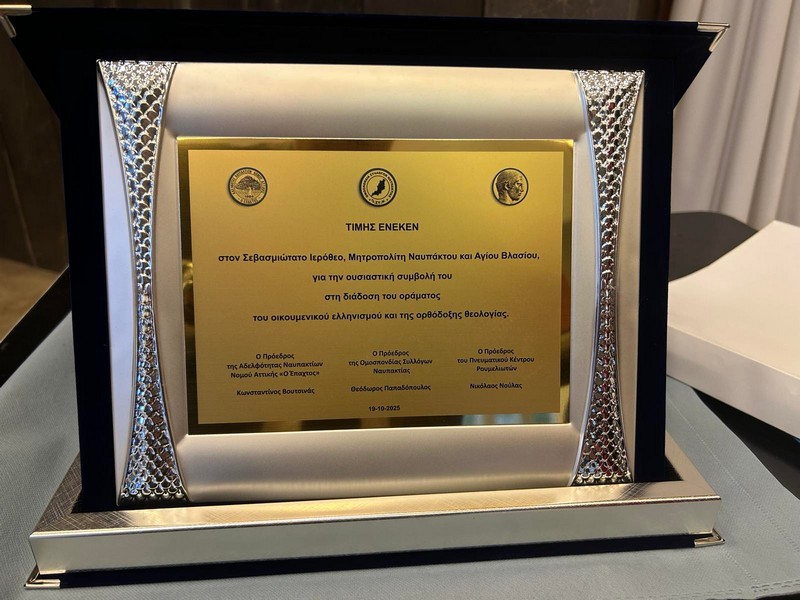 ΤΙΜΗΣ ΕΝΕΚΕΝ
στον Σεβασμιώτατο Ιερόθεο, Μητροπολίτη Ναυπάκτου και Αγίου Βλασίου,
για την ουσιαστική συμβολή του
στη διάδοση του οράματος
του οικουμενικού ελληνισμού και της ορθόδοξης θεολογίας.
Ο Πρόεδρος
της Αδελφότητας Ναυπακτίων
Νομού Αττικής «Ο Έπαχτος»
Κωνσταντίνος Βουτσινάς
Ο Πρόεδρος
της Ομοσπονδίας Συλλόγων
Ναυπακτίας
Θεόδωρος Παπαδόπουλος
Ο Πρόεδρος
του Πνευματικού Κέντρου
Ρουμελιωτών
Νικόλαος Νούλας
18-10-2025